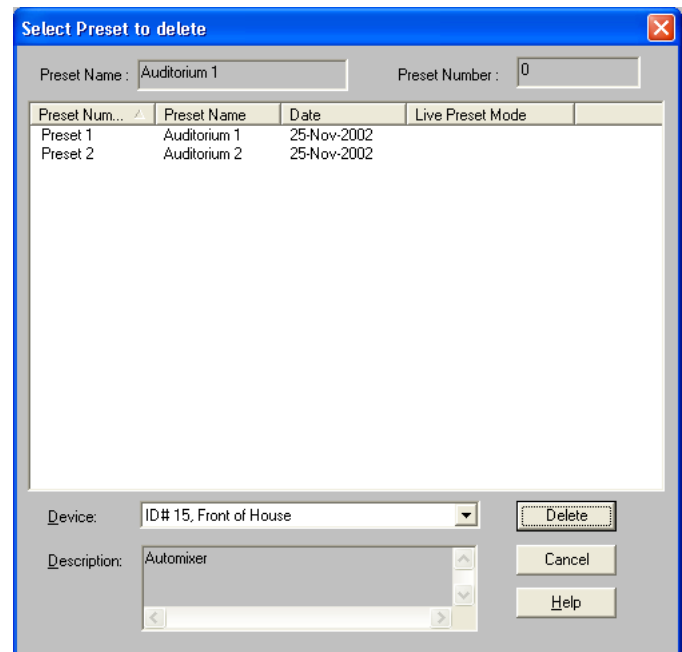 Select Preset to delete
Preset Name : Auditorium 1 Preset Number : 0
Preset Num... Preset Name Date Live Preset Mode
Preset 1 Auditorium 1 25-Nov-2002
Preset 2 Auditorium 2 25-Nov-2002
Device: ID# 15, Front of House Delete
Description: Automixer Cancel
Help